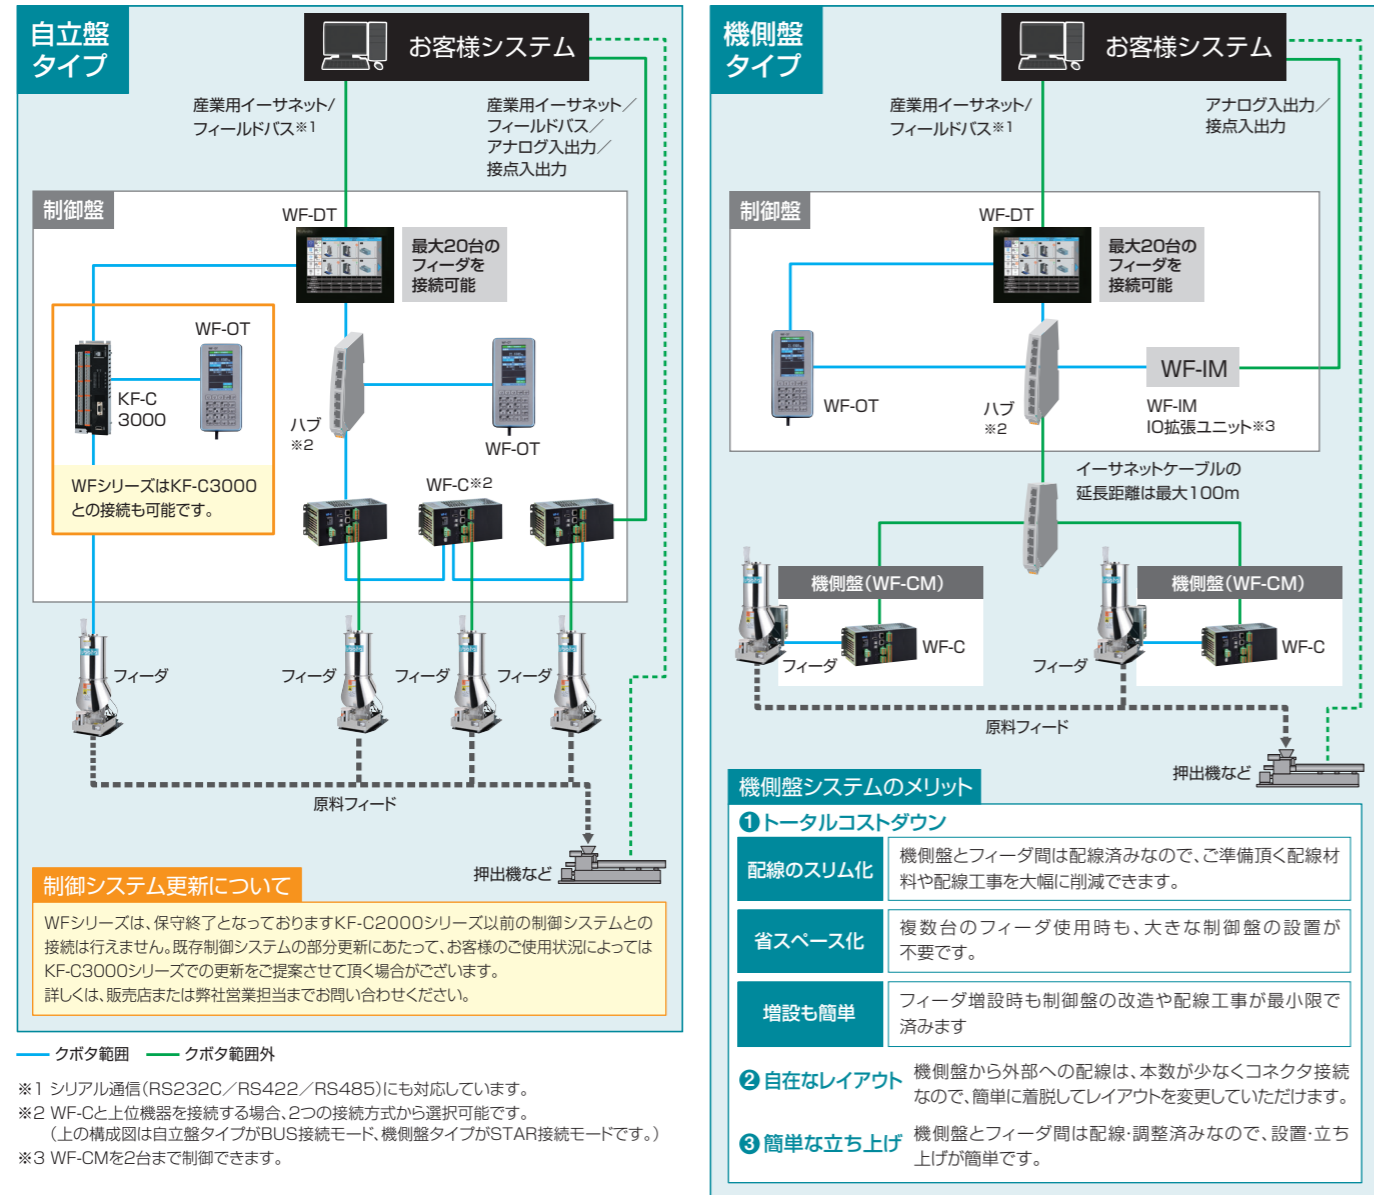 自立盤
タイプ
お客様システム
産業用イーサネット/
フィールドバス※1
産業用イーサネット／
フィールドバス／
アナログ入出力／
接点入出力
制御盤
WF-DT
最大20台の
フィーダを
接続可能
WF-OT
KF-C
3000
ハブ
※2
WF-OT
WFシリーズはKF-C3000
との接続も可能です。
WF-C※2
フィーダ
フィーダ
フィーダ
フィーダ
原料フィード
押出機など
制御システム更新について
WFシリーズは、保守終了となっておりますKF-C2000シリーズ以前の制御システムとの
接続は行えません。既存制御システムの部分更新にあたって、お客様のご使用状況によっては
KF-C3000シリーズでの更新をご提案させて頂く場合がございます。
詳しくは、販売店または弊社営業担当までお問い合わせください。
クボタ範囲
クボタ範囲外
※1 シリアル通信(RS232C／RS422／RS485)にも対応しています。
※2 WF-Cと上位機器を接続する場合、2つの接続方式から選択可能です。
(上の構成図は自立盤タイプがBUS接続モード、機側盤タイプがSTAR接続モードです。)
※3 WF-CMを2台まで制御できます。
機側盤
タイプ
お客様システム
産業用イーサネット/
フィールドバス※1
アナログ入出力／
接点入出力
制御盤
WF-DT
最大20台の
フィーダを
接続可能
WF-OT
ハブ
※2
WF-IM
WF-IM
IO拡張ユニット※3
イーサネットケーブルの
延長距離は最大100m
機側盤(WF-CM)
WF-C
フィーダ
機側盤(WF-CM)
WF-C
フィーダ
原料フィード
押出機など
機側盤システムのメリット
❶トータルコストダウン
配線のスリム化
機側盤とフィーダ間は配線済みなので、ご準備頂く配線材
料や配線工事を大幅に削減できます。
省スペース化
複数台のフィーダ使用時も、大きな制御盤の設置が
不要です。
増設も簡単
フィーダ増設時も制御盤の改造や配線工事が最小限で
済みます
❷自在なレイアウト
機側盤から外部への配線は、本数が少なくコネクタ接続
なので、簡単に着脱してレイアウトを変更していただけます。
❸簡単な立ち上げ
機側盤とフィーダ間は配線・調整済みなので、設置・立ち
上げが簡単です。